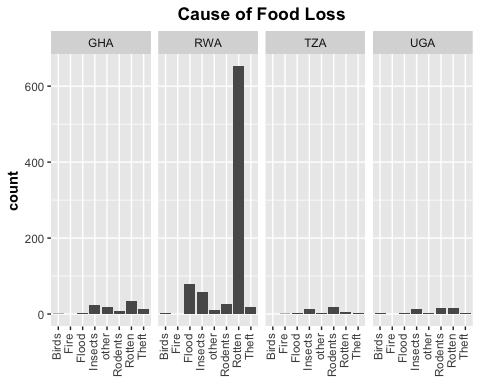 Cause of Food Loss
GHA RWA TZA UGA
600
400
200
0
count
Birds Fire Flood Insects other Rodents Rotten Theft Birds Fire Flood Insects other Rodents Rotten Theft Birds Fire Flood Insects other Rodents Rotten Theft Birds Fire Flood Insects other Rodents Rotten Theft